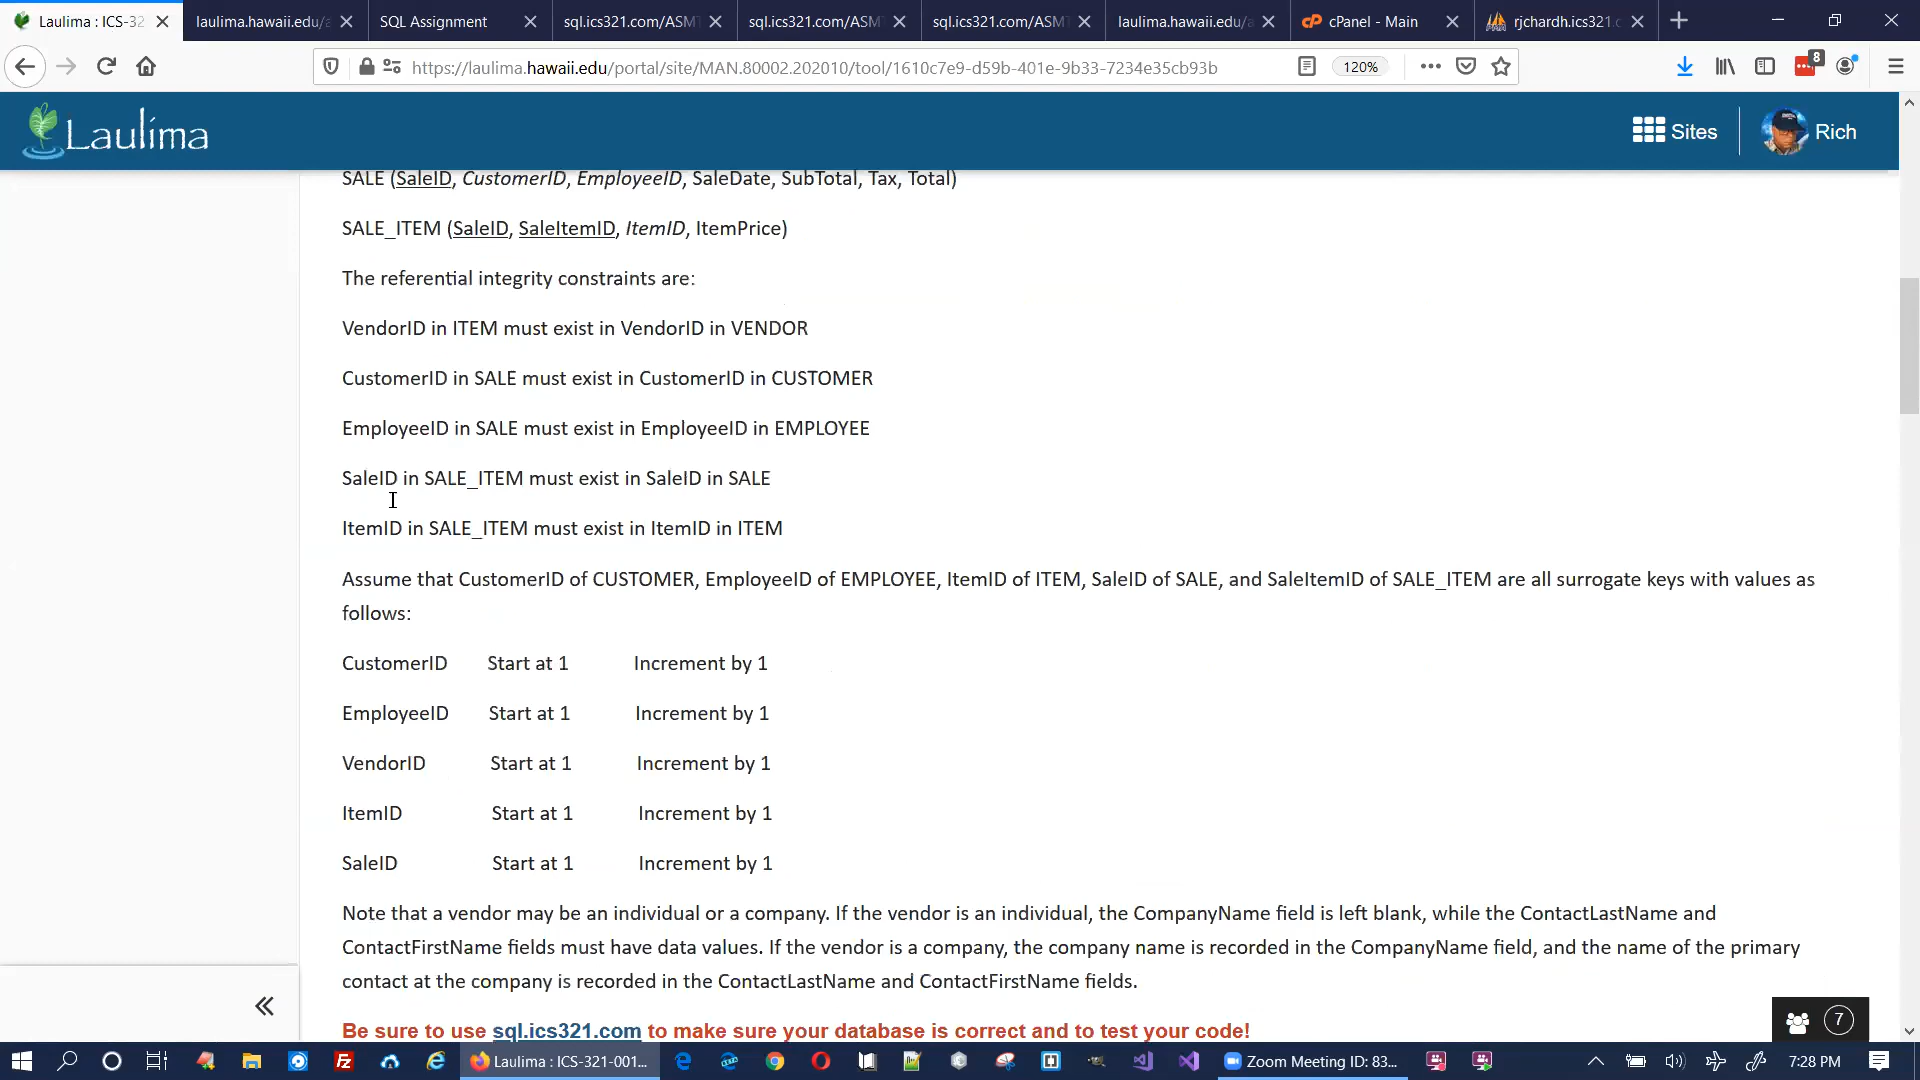 Laulima : ICS-32
laulima.hawaii.edu/a
SQL Assignment
sql.ics321.com/ASMT
sql.ics321.com/ASMT
sql.ics321.com/ASMT
laulima.hawaii.edu/a
cPanel - Main
rjchardh.ics321.c
https://laulima.hawaii.edu/portal/site/MAN.80002.202010/tool/1610c7e9-d59b-401e-9b33-7234e35cb93b
120%
8
Laulima
Sites
Rich
SALE (SaleID, CustomerID, EmployeeID, SaleDate, SubTotal, Tax, Total)
SALE_ITEM (SaleID, SaleItemID, ItemID, ItemPrice)
The referential integrity constraints are:
VendorID in ITEM must exist in VendorID in VENDOR
CustomerID in SALE must exist in CustomerID in CUSTOMER
EmployeeID in SALE must exist in EmployeeID in EMPLOYEE
SaleID in SALE_ITEM must exist in SaleID in SALE
ItemID in SALE_ITEM must exist in ItemID in ITEM
Assume that CustomerID of CUSTOMER, EmployeeID of EMPLOYEE, ItemID of ITEM, SaleID of SALE, and SaleItemID of SALE_ITEM are all surrogate keys with values as
follows:
CustomerID Start at 1 Increment by 1
EmployeeID Start at 1 Increment by 1
VendorID Start at 1 Increment by 1
ItemID Start at 1 Increment by 1
SaleID Start at 1 Increment by 1
Note that a vendor may be an individual or a company. If the vendor is an individual, the CompanyName field is left blank, while the ContactLastName and
ContactFirstName fields must have data values. If the vendor is a company, the company name is recorded in the CompanyName field, and the name of the primary
contact at the company is recorded in the ContactLastName and ContactFirstName fields.
Be sure to use sql.ics321.com to make sure your database is correct and to test your code!
7
Laulima : ICS-321-001...
Zoom Meeting ID: 83...
7:28 PM